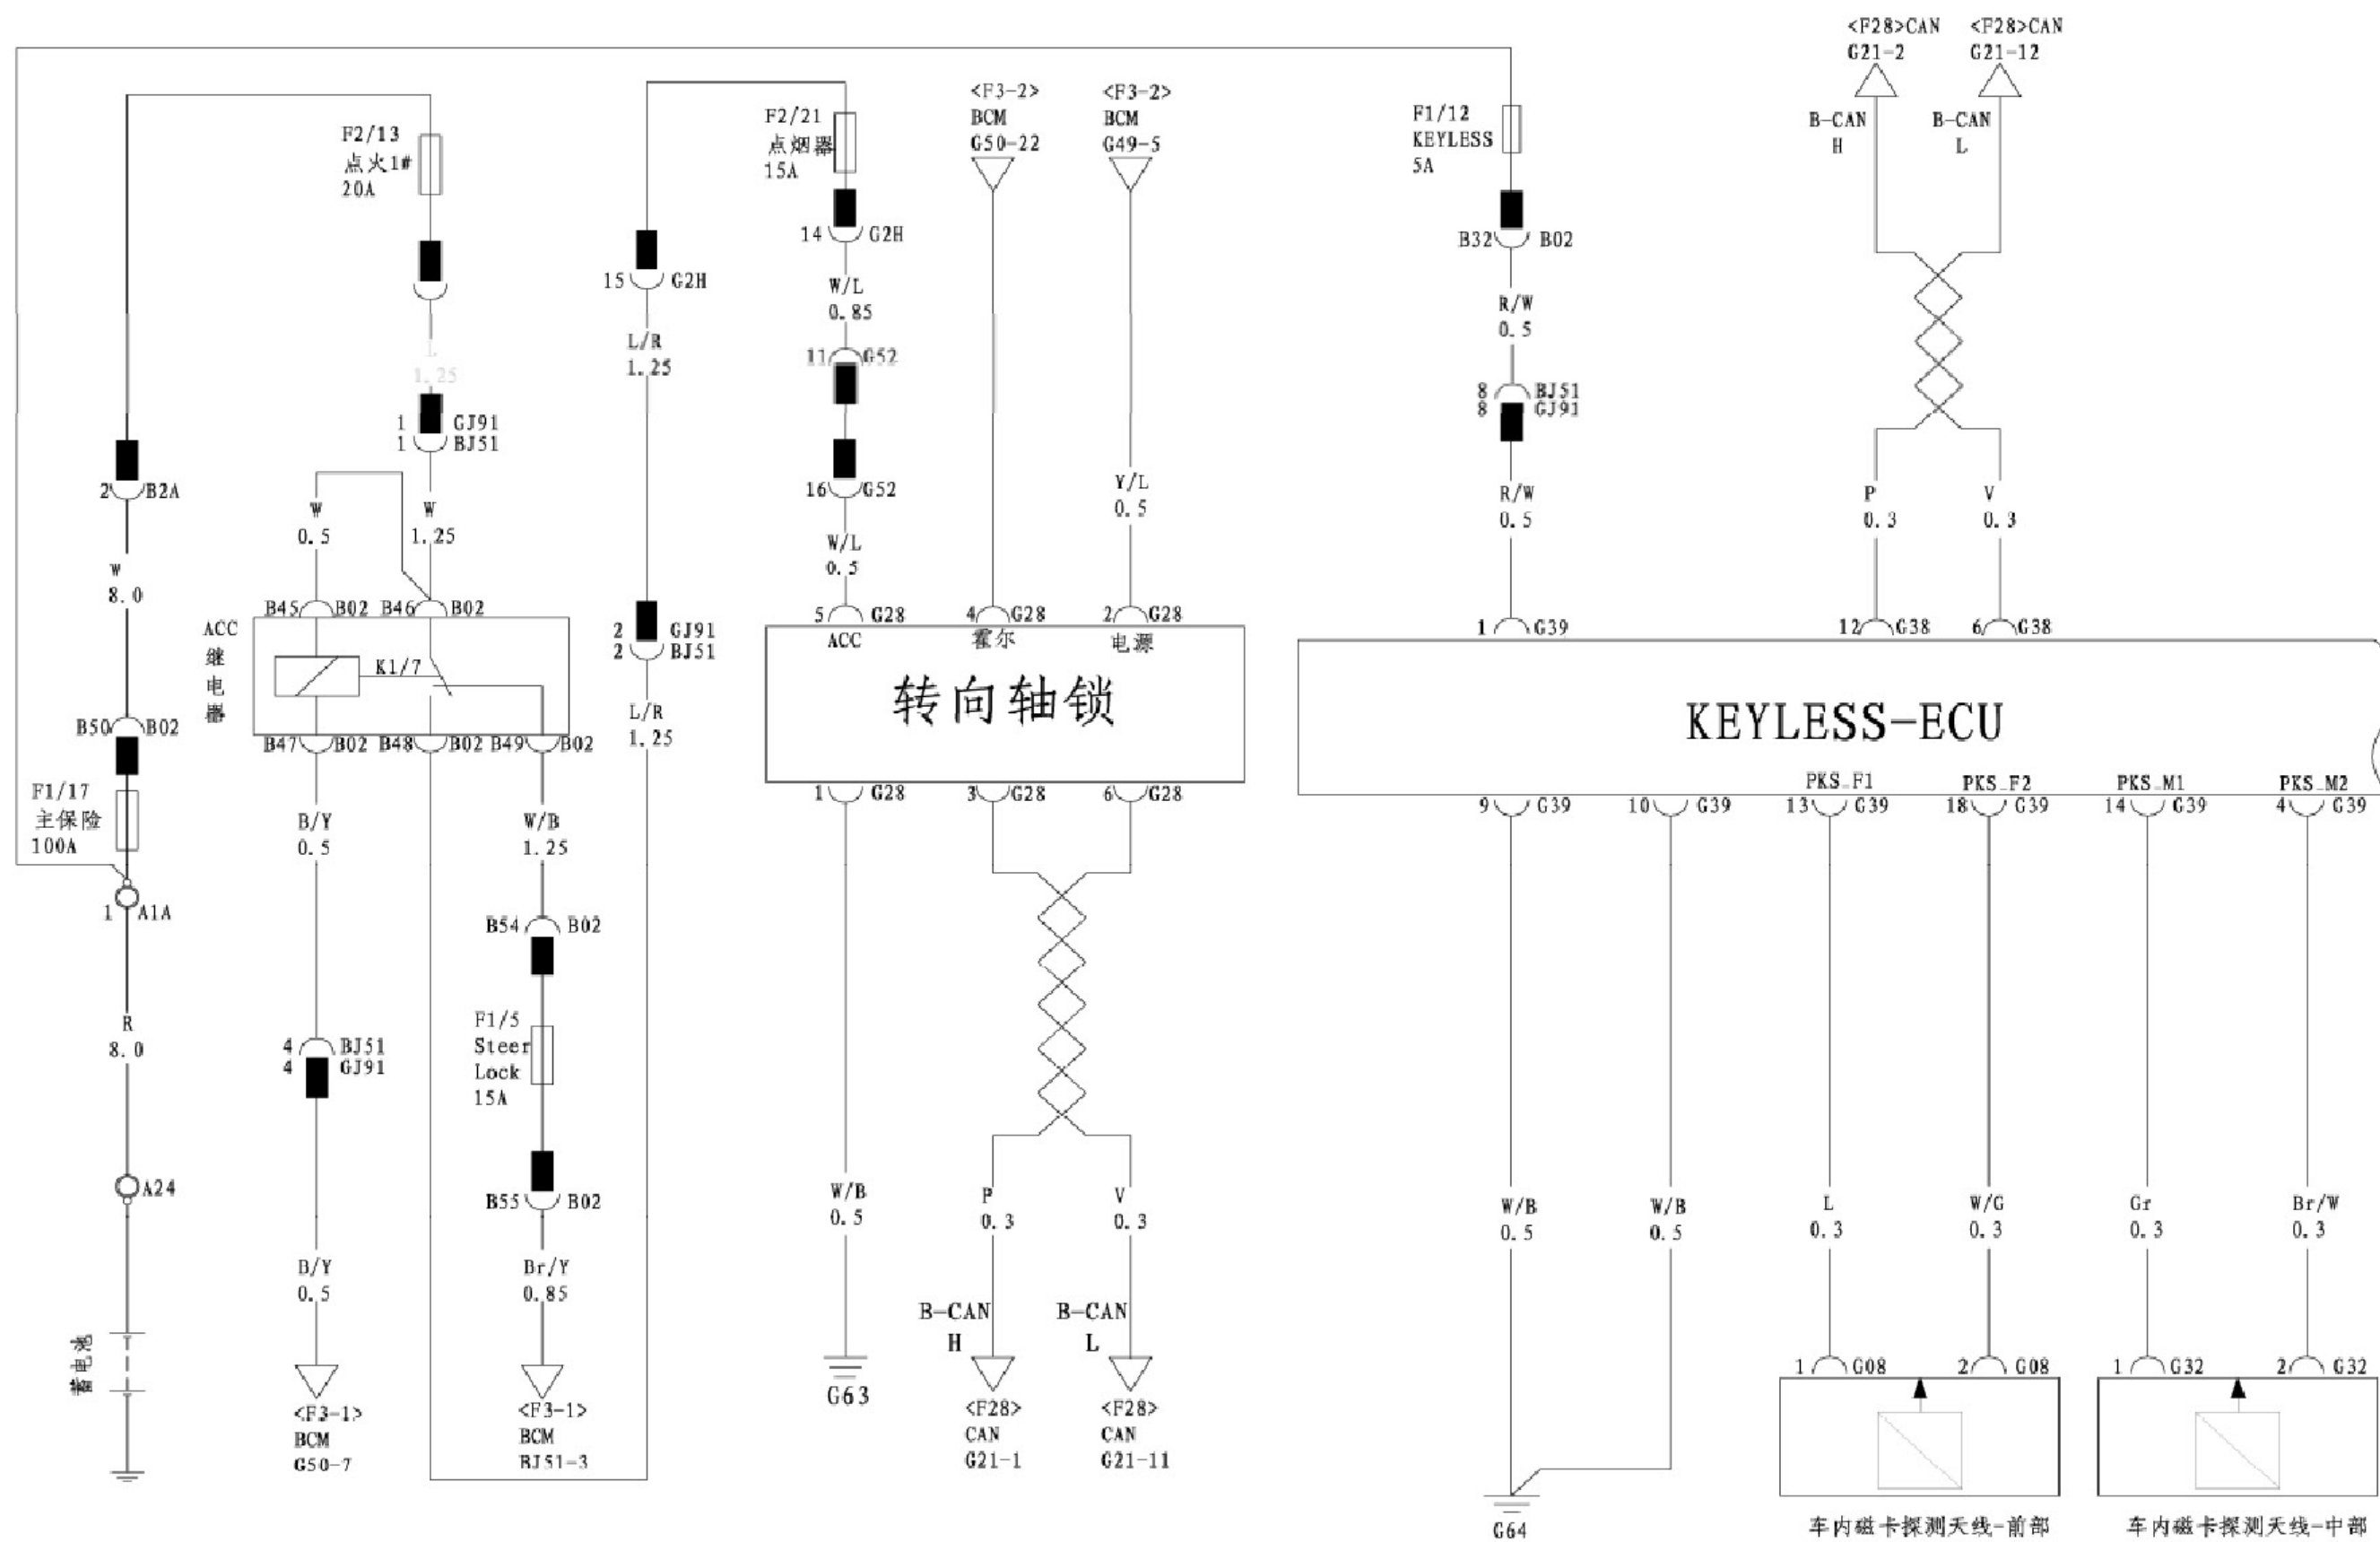 <F28>CAN
G21-2
<F28>CAN
G21-12
B-CAN
H
B-CAN
L
F2/13
点火1#
20A
F2/21
点烟器
15A
<F3-2>
BCM
G50-22
<F3-2>
BCM
G49-5
F1/12
KEYLESS
5A
14 G2H
15 G2H
B32 B02
W/L
0.85
R/W
0.5
L/R
1.25
L
1.25
11 G52
8 BJ51
8 GJ91
1 GJ91
1 BJ51
2 B2A
16 G52
W
0.5
W
1.25
Y/L
0.5
R/W
0.5
P
0.3
V
0.3
W/L
0.5
W
8.0
B45 B02 B46 B02
5 G28
4 G28
2 G28
1 G39
12 G38
6 G38
ACC
继
电
器
K1/7
2 GJ91
2 BJ51
ACC
霍尔
电源
转向轴锁
KEYLESS-ECU
L/R
1.25
B50 B02
B47 B02 B48 B02 B49 B02
PKS_F1
PKS_F2
PKS_M1
PKS_M2
F1/17
主保险
100A
1 G28
3 G28
6 G28
9 G39
10 G39
13 G39
18 G39
14 G39
4 G39
B/Y
0.5
W/B
1.25
1 A1A
B54 B02
R
8.0
F1/5
Steer
Lock
15A
4 BJ51
4 GJ91
A24
B55 B02
W/B
0.5
P
0.3
V
0.3
W/B
0.5
W/B
0.5
L
0.3
W/G
0.3
Gr
0.3
Br/W
0.3
B/Y
0.5
Br/Y
0.85
B-CAN
H
B-CAN
L
蓄电池
G63
1 G08
2 G08
1 G32
2 G32
<F3-1>
BCM
G50-7
<F3-1>
BCM
BJ51-3
<F28>
CAN
G21-1
<F28>
CAN
G21-11
G64
车内磁卡探测天线-前部
车内磁卡探测天线-中部